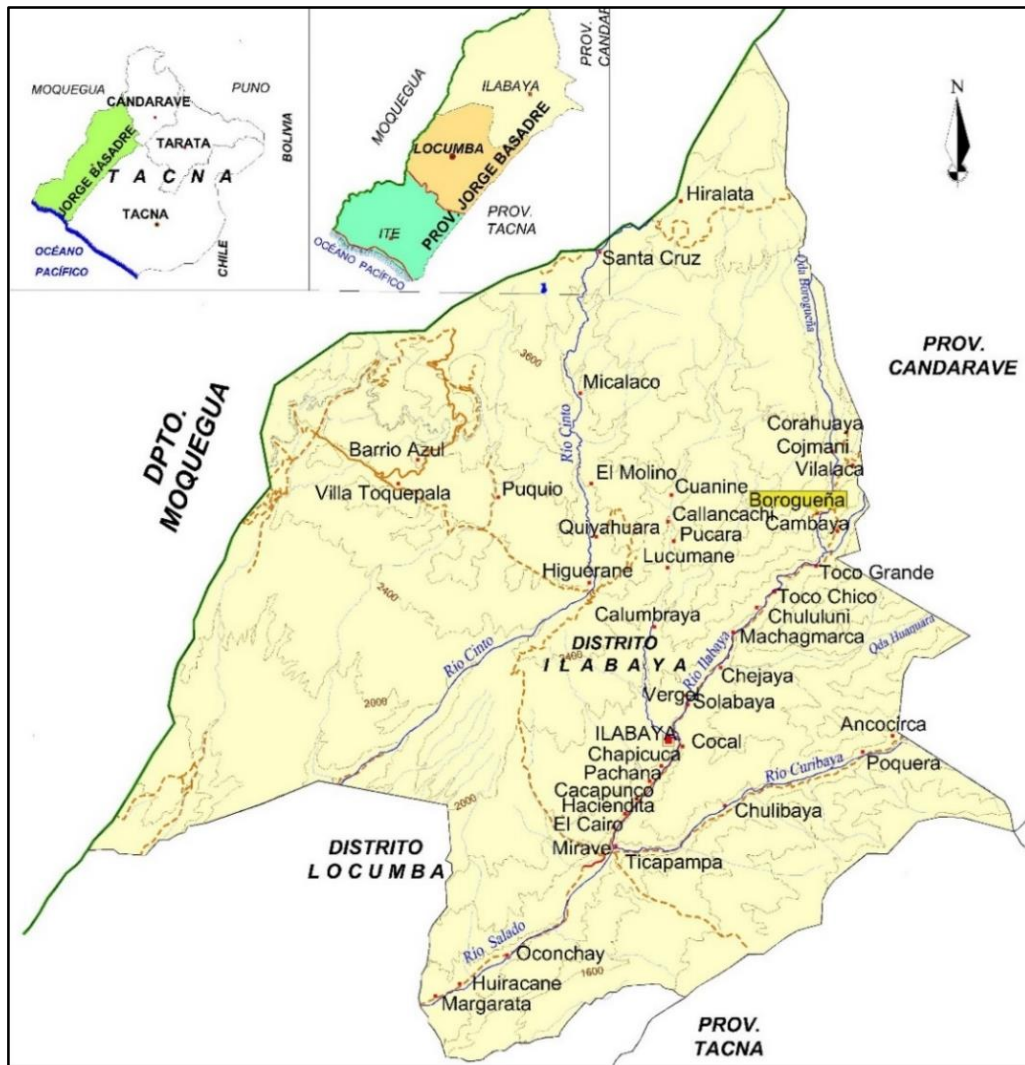 MOQUEGUA
PUNO
CANDARAVE
TARATA
BOLIVIA
JORGE BASADRE
T A C N A
TACNA
OCÉANO
PACÍFICO
CHILE
PROV.
CANDAR
ILABAYA
MOQUEGUA
LOCUMBA
PROV. JORGE BASADRE
PROV.
TACNA
ITE
OCÉANO PACÍFICO
N
Hiralata
Santa Cruz
Qda Borogueña
3600
PROV.
CANDARAVE
DPTO.
MOQUEGUA
Micalaco
Río Cinto
Corahuaya
Cojmani
Vilalaca
Barrio Azul
El Molino
Villa Toquepala
Puquio
Cuanine
Borogueña
Callancachi
Cambaya
Quiyahuara
Pucara
Lucumane
Higuerane
Toco Grande
2400
Toco Chico
Calumbraya
Chululuni
Machagmarca
Qda Huaquara
DISTRITO
I L A B A Y A
2400
Río Cinto
Río Ilabaya
Chejaya
2000
Vergel
Solabaya
ILABAYA
Cocal
Ancocirca
Chapicuca
Poquera
Pachana
Río Curibaya
Cacapunco
2000
Haciendita
Chulibaya
El Cairo
DISTRITO
L O C U M B A
Mirave
Ticapampa
Río Salado
Oconchay
1600
Huiracane
Margarata
PROV.
TACNA